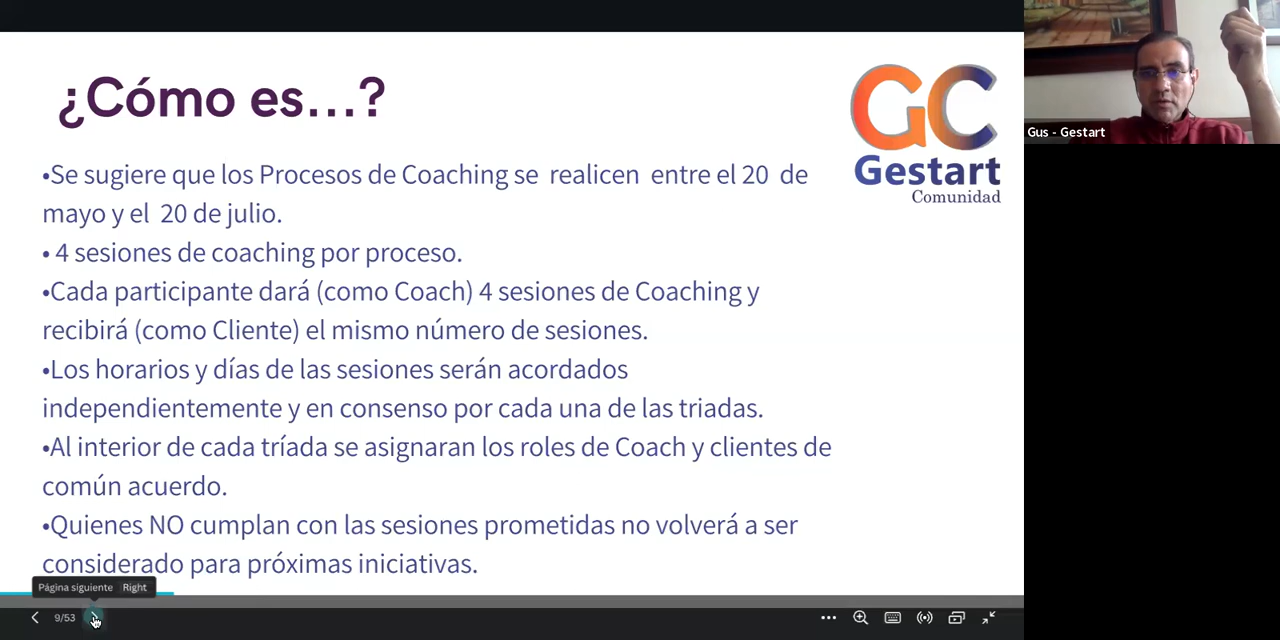 ¿Cómo es...?
GC
Gestart
Comunidad
•Se sugiere que los Procesos de Coaching se realicen entre el 20 de
mayo y el 20 de julio.
• 4 sesiones de coaching por proceso.
•Cada participante dará (como Coach) 4 sesiones de Coaching y
recibirá (como Cliente) el mismo número de sesiones.
•Los horarios y días de las sesiones serán acordados
independientemente y en consenso por cada una de las triadas.
•Al interior de cada tríada se asignaran los roles de Coach y clientes de
común acuerdo.
•Quienes NO cumplan con las sesiones prometidas no volverá a ser
considerado para próximas iniciativas.
Página siguiente Right
9/53
Gus - Gestart